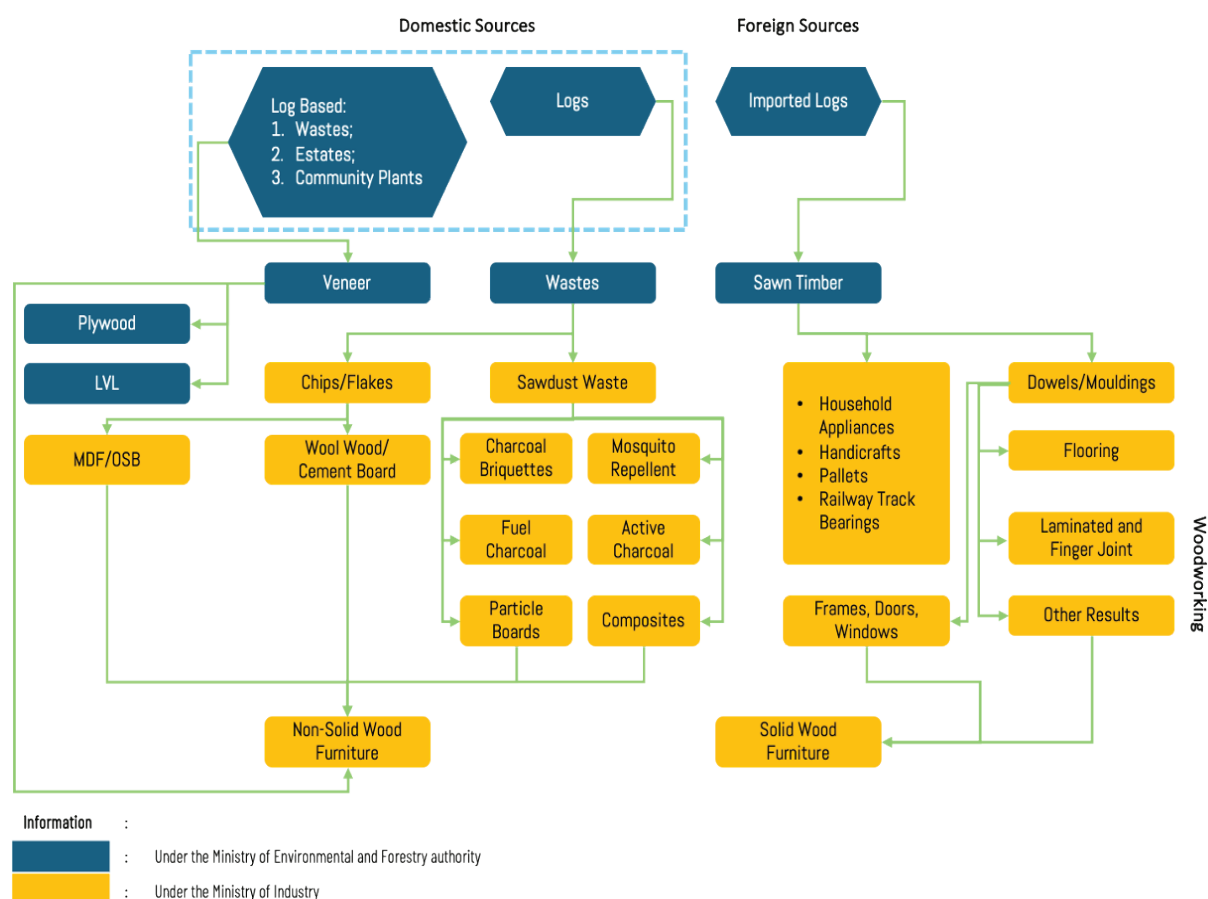 Domestic Sources
Foreign Sources
Log Based:
1. Wastes;
2. Estates;
3. Community Plants
Logs
Imported Logs
Veneer
Wastes
Sawn Timber
Plywood
LVL
Chips/Flakes
Sawdust Waste
Dowels/Mouldings
MDF/OSB
Wool Wood/
Cement Board
Charcoal
Briquettes
Mosquito
Repellent
• Household
Appliances
• Handicrafts
• Pallets
• Railway Track
Bearings
Flooring
Fuel
Charcoal
Active
Charcoal
Laminated and
Finger Joint
Woodworking
Particle
Boards
Composites
Frames, Doors,
Windows
Other Results
Non-Solid Wood
Furniture
Solid Wood
Furniture
Information :
: Under the Ministry of Environmental and Forestry authority
: Under the Ministry of Industry